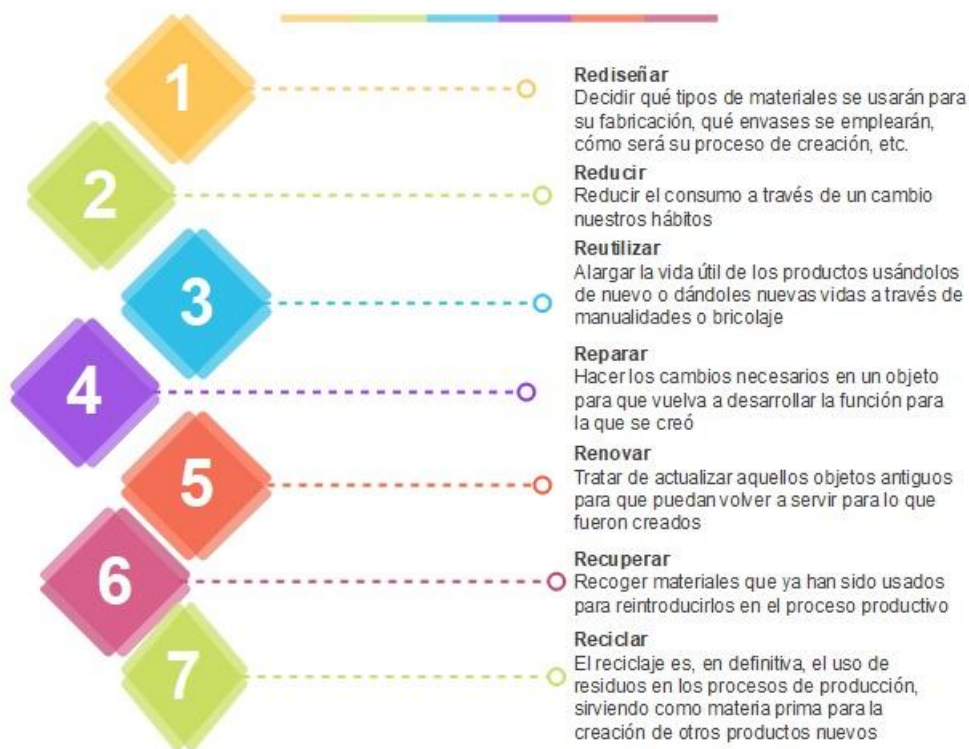 1
Rediseñar
Decidir qué tipos de materiales se usarán para
su fabricación, qué envases se emplearán,
cómo será su proceso de creación, etc.
2
Reducir
Reducir el consumo a través de un cambio
nuestros hábitos
3
Reutilizar
Alargar la vida útil de los productos usándolos
de nuevo o dándoles nuevas vidas a través de
manualidades o bricolaje
4
Reparar
Hacer los cambios necesarios en un objeto
para que vuelva a desarrollar la función para
la que se creó
5
Renovar
Tratar de actualizar aquellos objetos antiguos
para que puedan volver a servir para lo que
fueron creados
6
Recuperar
Recoger materiales que ya han sido usados
para reintroducirlos en el proceso productivo
7
Reciclar
El reciclaje es, en definitiva, el uso de
residuos en los procesos de producción,
sirviendo como materia prima para la
creación de otros productos nuevos